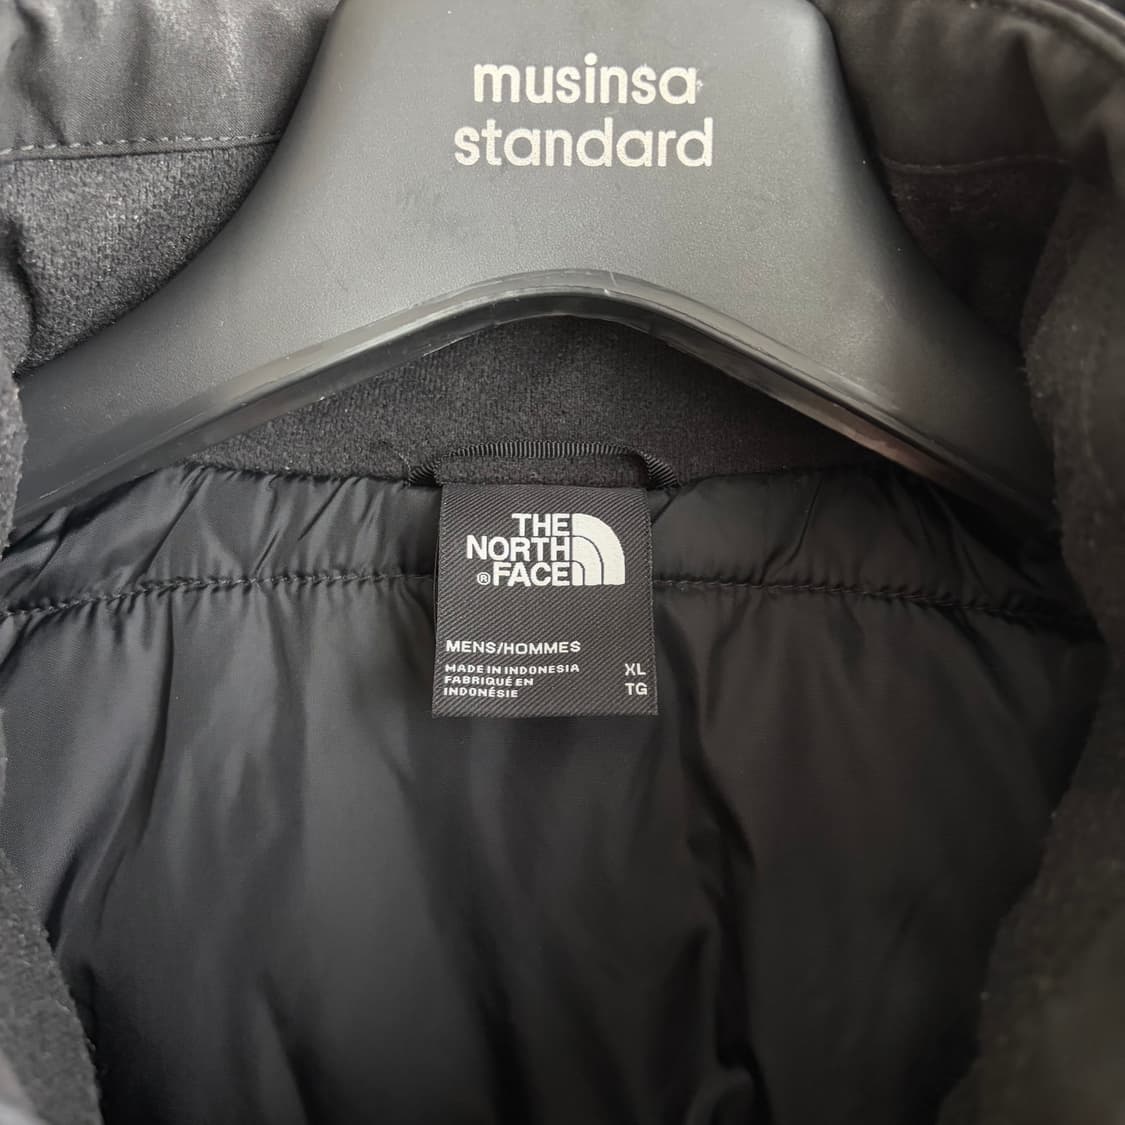 musinsa
standard
THE
NORTH
® FACE
MENS/HOMMES
MADE IN INDONESIA XL
FABRIQUÉ EN TG
INDONÉSIE